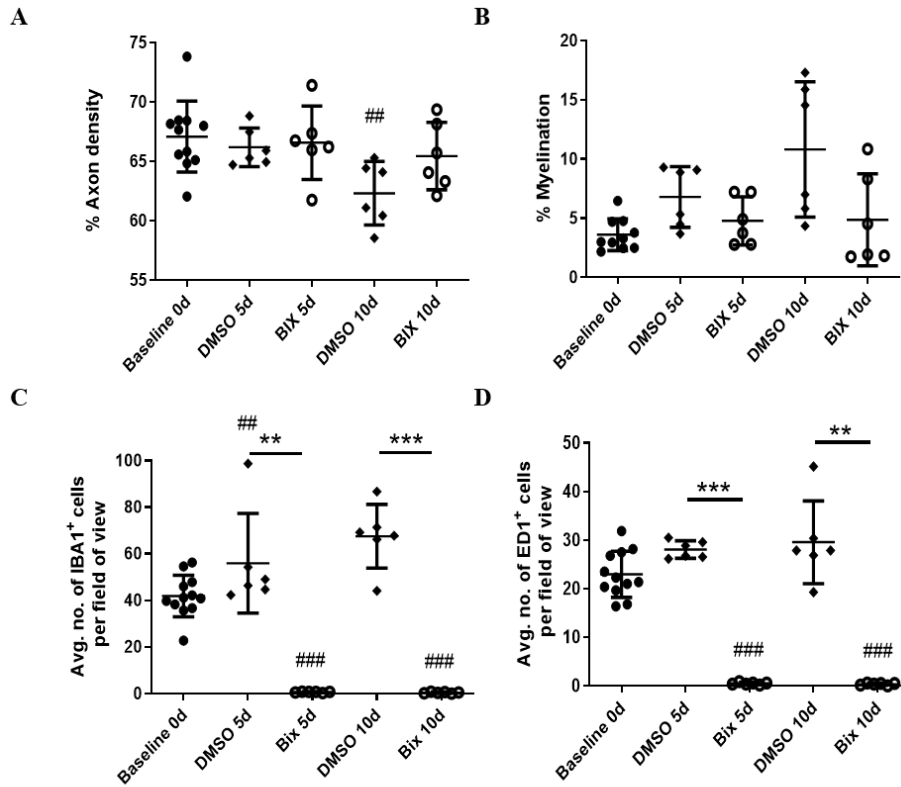 A
% Axon density
75
70
65
60
55
##
Baseline 0d
DMSO 5d
BIX 5d
DMSO 10d
BIX 10d
B
% Myelination
20
15
10
5
0
Baseline 0d
DMSO 5d
BIX 5d
DMSO 10d
BIX 10d
C
Avg. no. of IBA1+ cells
per field of view
100
80
60
40
20
0
##
**
***
###
###
Baseline 0d
DMSO 5d
Bix 5d
DMSO 10d
Bix 10d
D
Avg. no. of ED1+ cells
per field of view
50
40
30
20
10
0
***
**
###
###
Baseline 0d
DMSO 5d
Bix 5d
DMSO 10d
Bix 10d